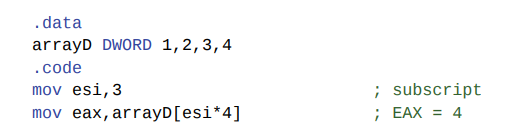 .data
arrayD DWORD 1,2,3,4
.code
mov esi,3 ; subscript
mov eax,arrayD[esi*4] ; EAX = 4